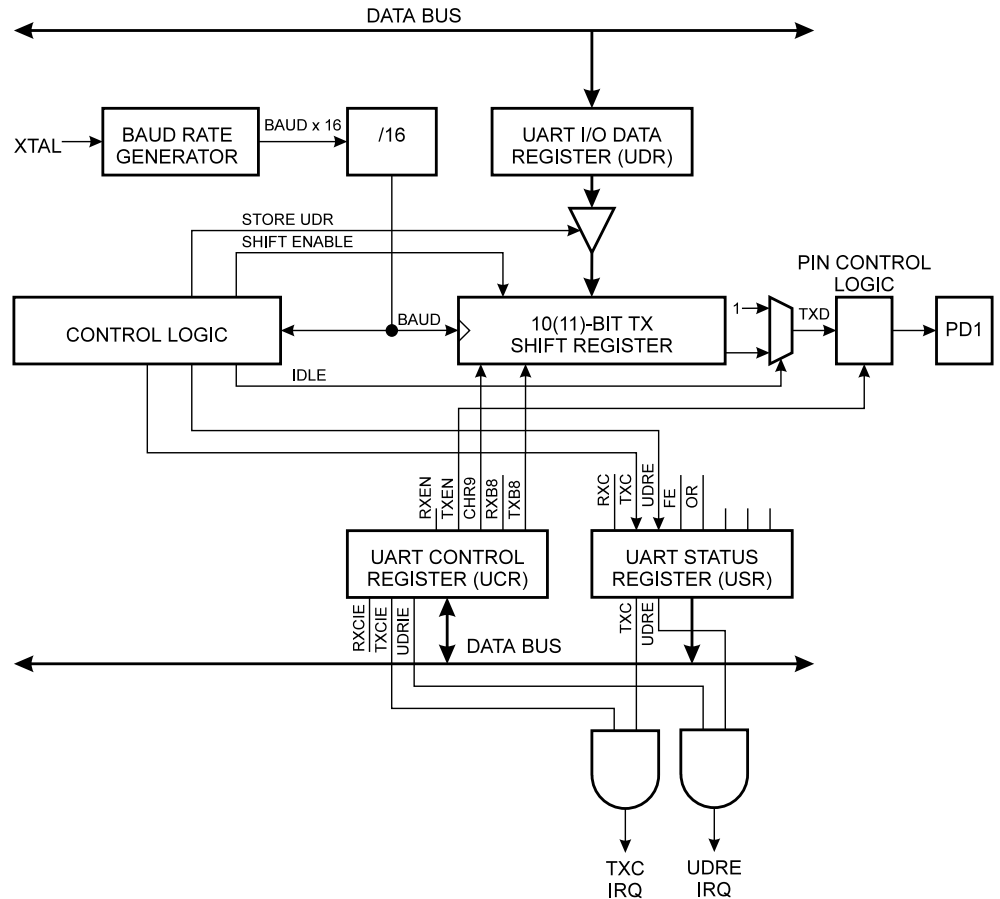 DATA BUS
XTAL
BAUD RATE
GENERATOR
BAUD x 16
/16
UART I/O DATA
REGISTER (UDR)
STORE UDR
SHIFT ENABLE
CONTROL LOGIC
BAUD
10(11)-BIT TX
SHIFT REGISTER
1
TXD
PIN CONTROL
LOGIC
PD1
IDLE
RXEN
TXEN
CHR9
RXB8
TXB8
RXC
TXC
UDRE
FE
OR
UART CONTROL
REGISTER (UCR)
UART STATUS
REGISTER (USR)
RXCIE
TXCIE
UDRIE
TXC
UDRE
DATA BUS
TXC
IRQ
UDRE
IRQ